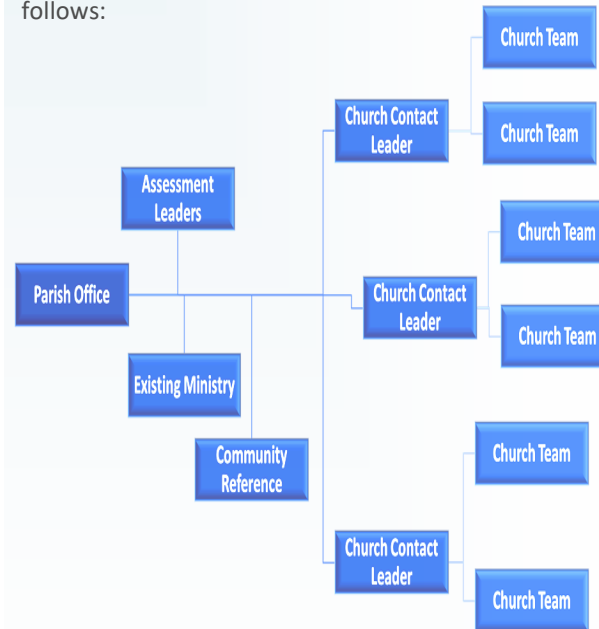 follows:
Church Team
Church Contact
Leader
Church Team
Assessment
Leaders
Church Team
Parish Office
Church Contact
Leader
Church Team
Existing Ministry
Community
Reference
Church Team
Church Contact
Leader
Church Team